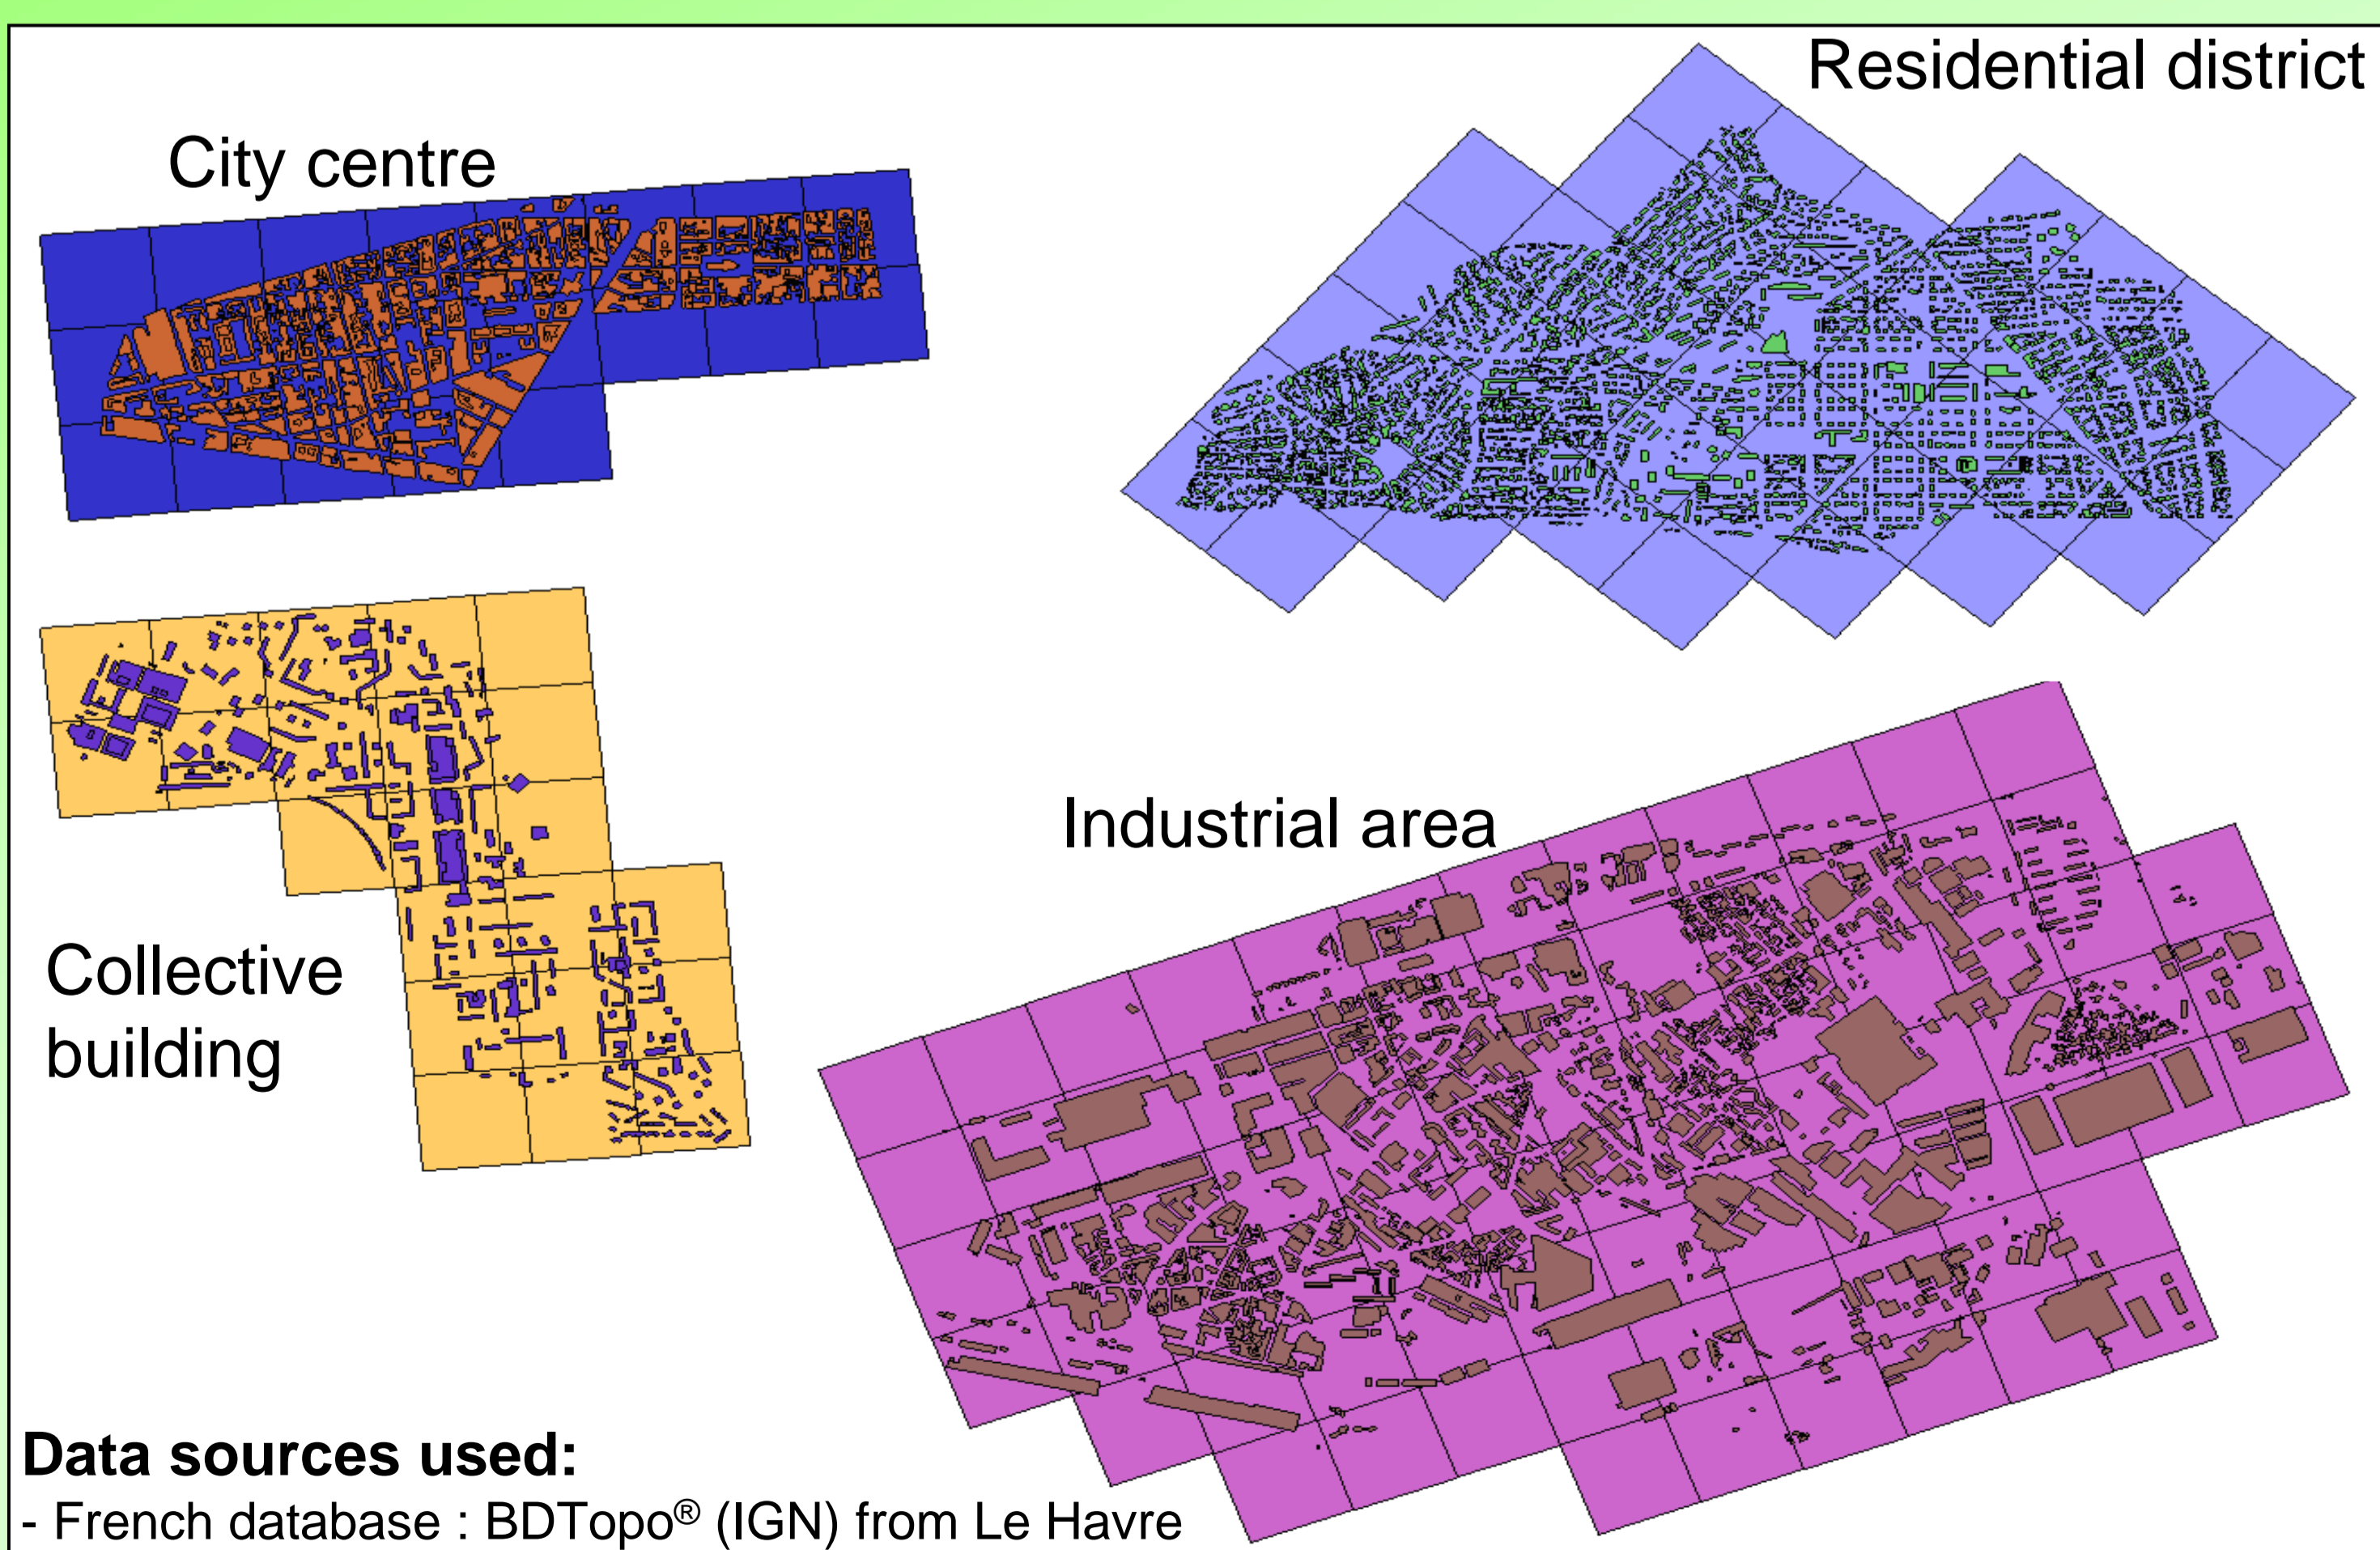 Residential district
City centre
Industrial area
Collective
building
Data sources used:
- French database : BDTopo® (IGN) from Le Havre